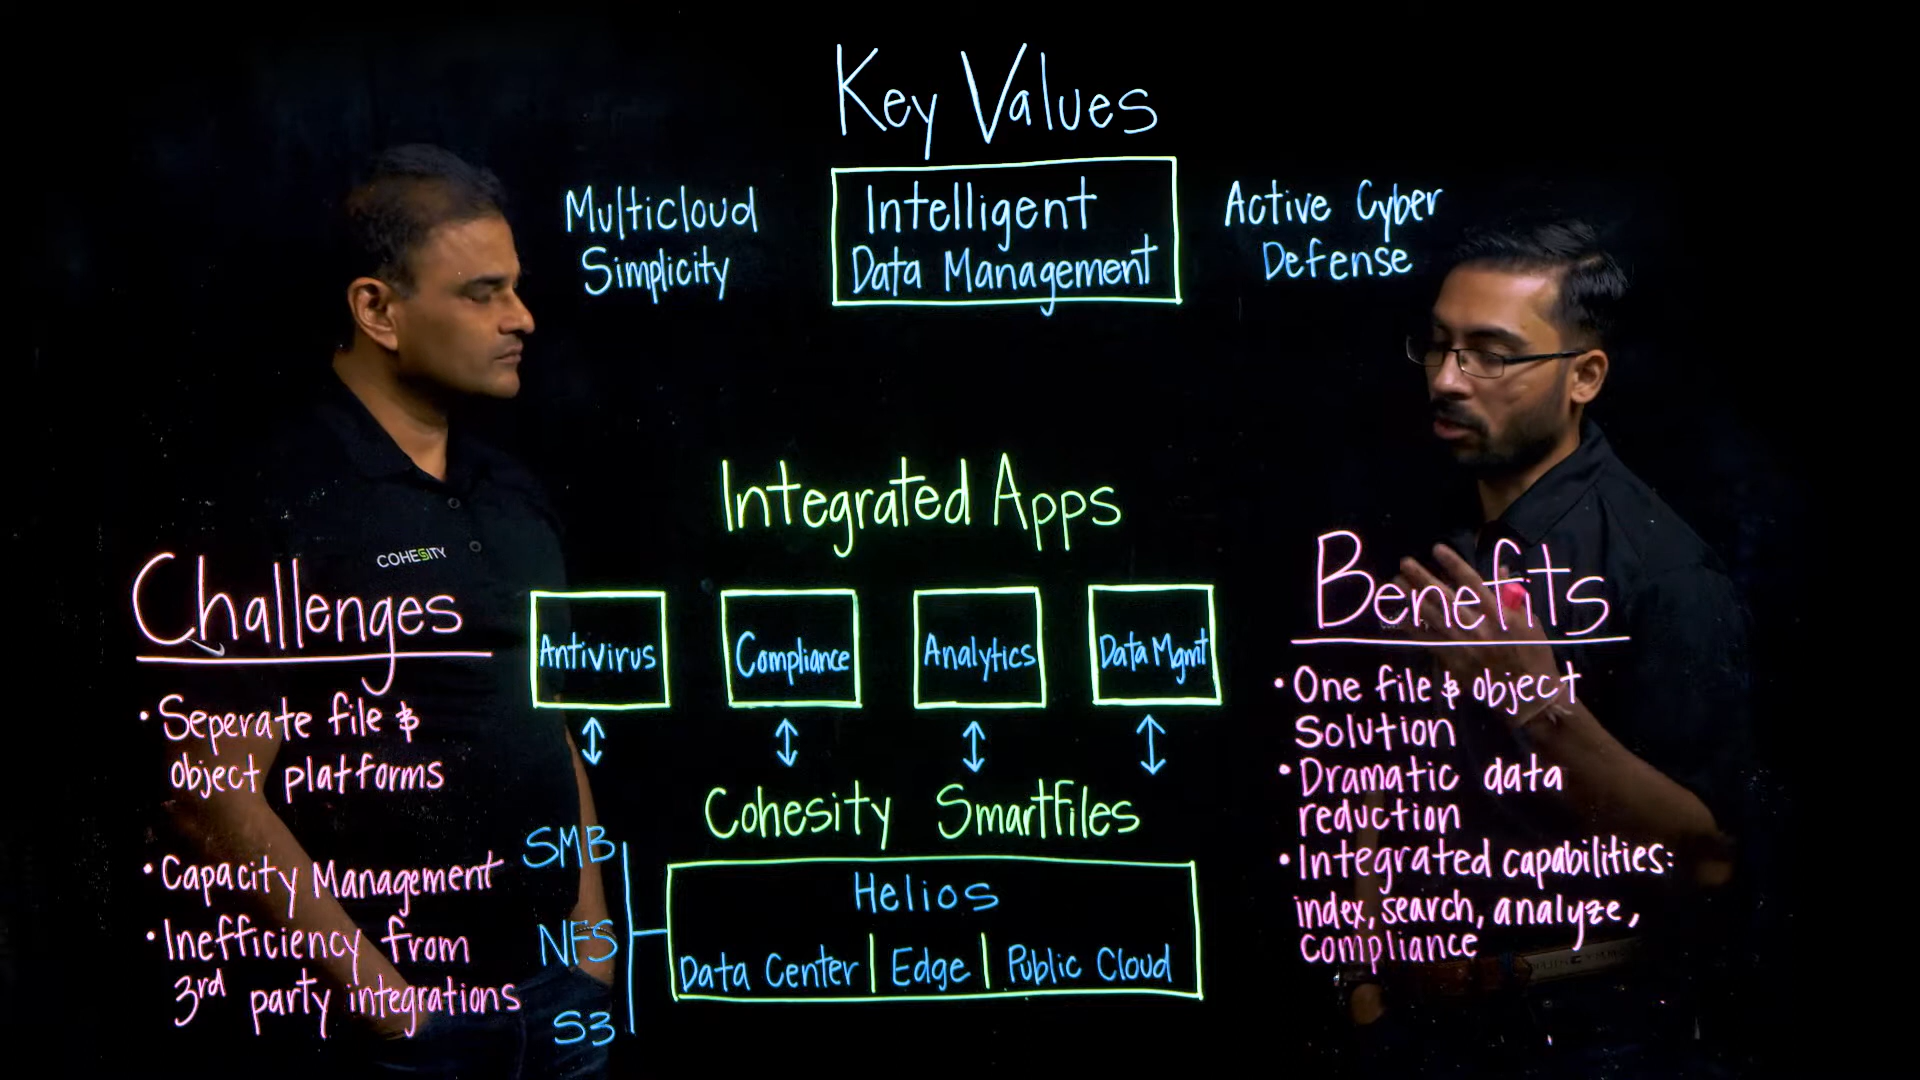 Key Values
Multicloud
Simplicity
Intelligent
Data Management
Active Cyber
Defense
Integrated Apps
COHESITY
Challenges
• Seperate file &
object platforms
• Capacity Management
• Inefficiency from
3rd party integrations
Antivirus
Compliance
Analytics
Data Mgmt
Cohesity SmartFiles
SMB
NFS
S3
Helios
Data Center | Edge | Public Cloud
Benefits
• One file & object
Solution
• Dramatic data
reduction
• Integrated capabilities:
index, search, analyze,
compliance